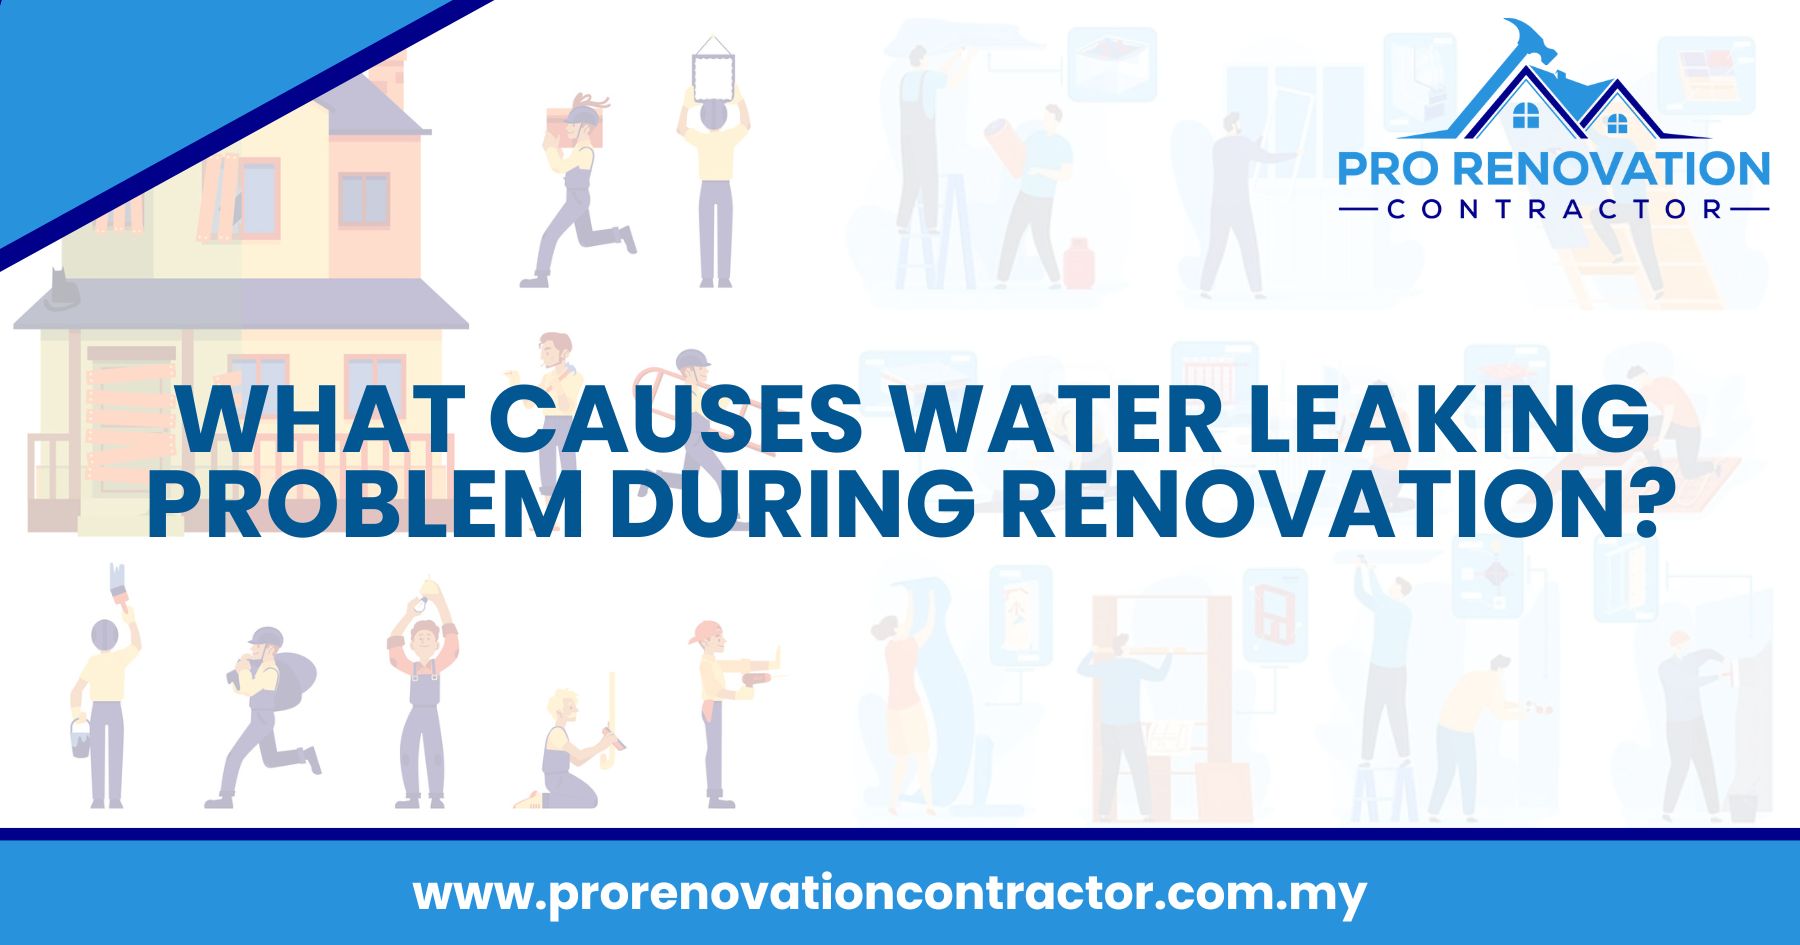 PRO RENOVATION
CONTRACTOR
WHAT CAUSES WATER LEAKING
PROBLEM DURING RENOVATION?
www.prorenovationcontractor.com.my